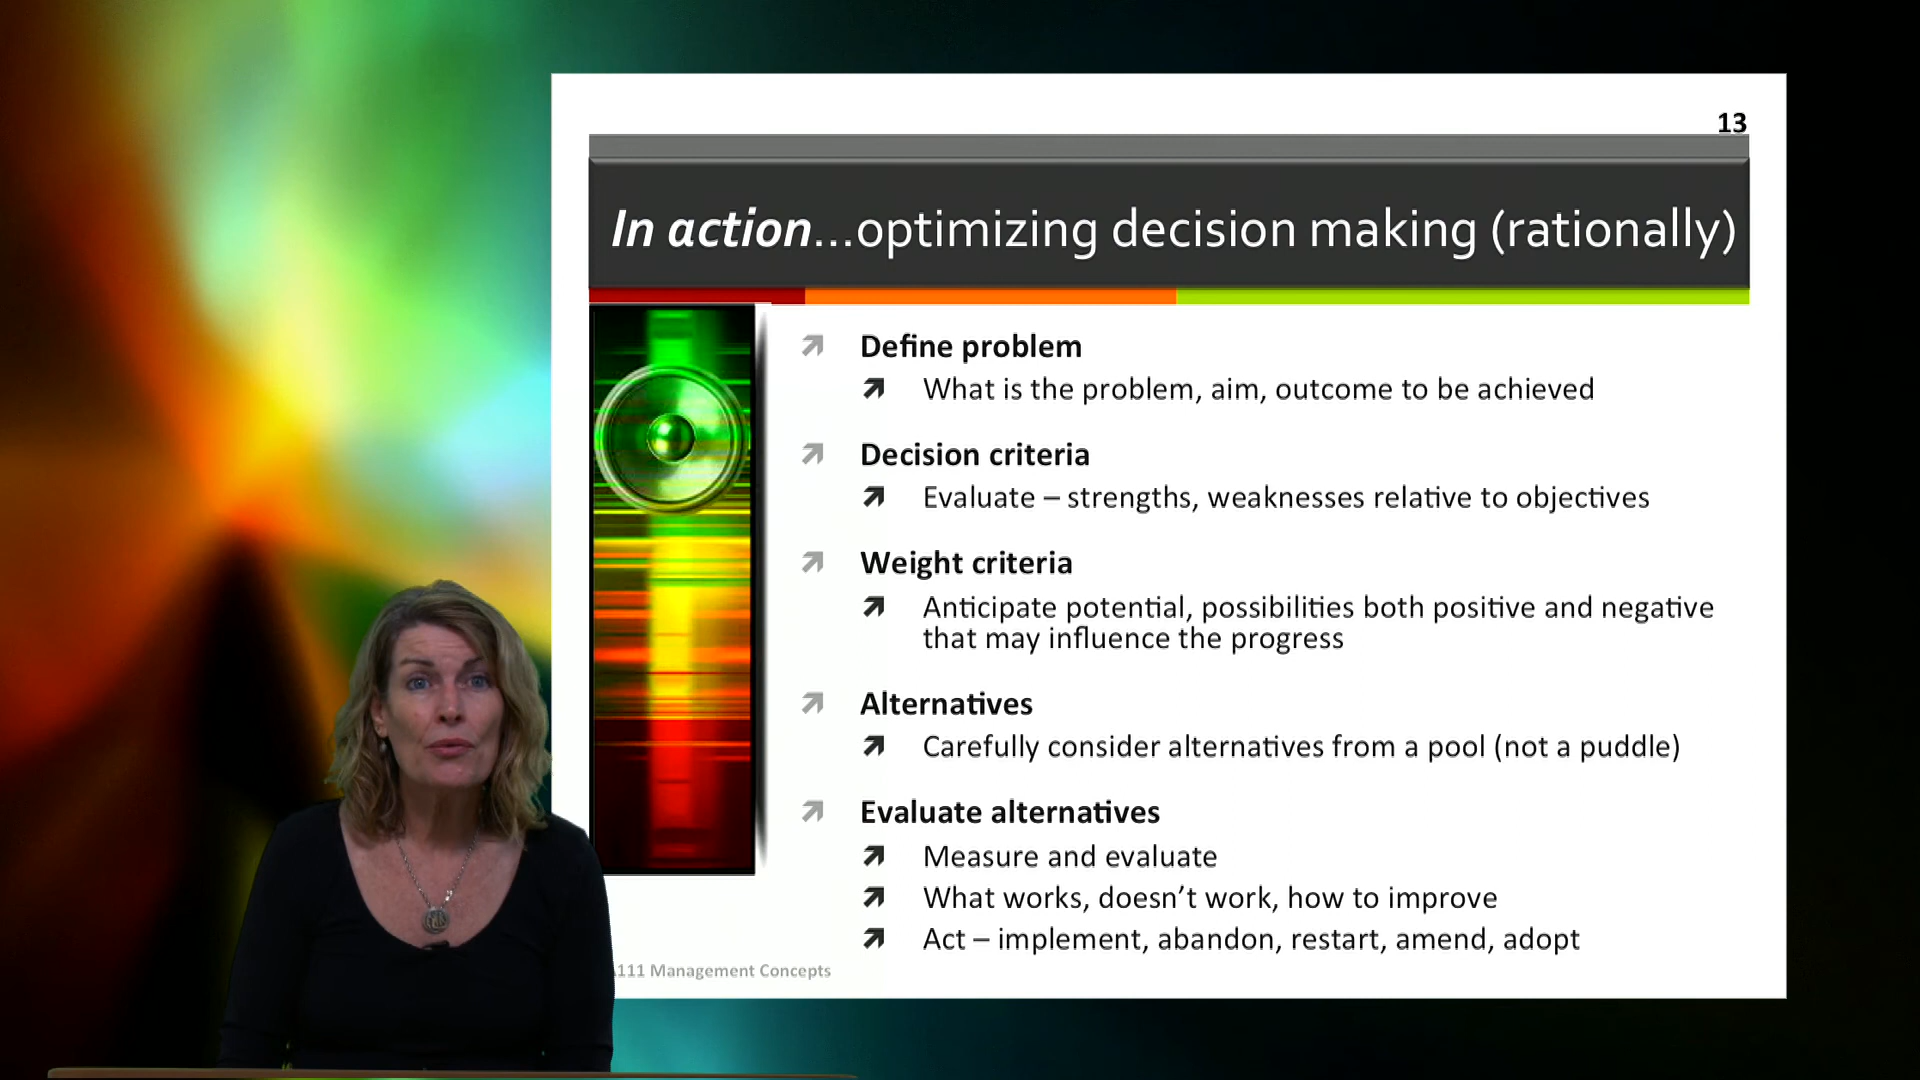 13
In action...optimizing decision making (rationally)
Define problem
What is the problem, aim, outcome to be achieved
Decision criteria
Evaluate – strengths, weaknesses relative to objectives
Weight criteria
Anticipate potential, possibilities both positive and negative
that may influence the progress
Alternatives
Carefully consider alternatives from a pool (not a puddle)
Evaluate alternatives
Measure and evaluate
What works, doesn’t work, how to improve
Act – implement, abandon, restart, amend, adopt
111 Management Concepts